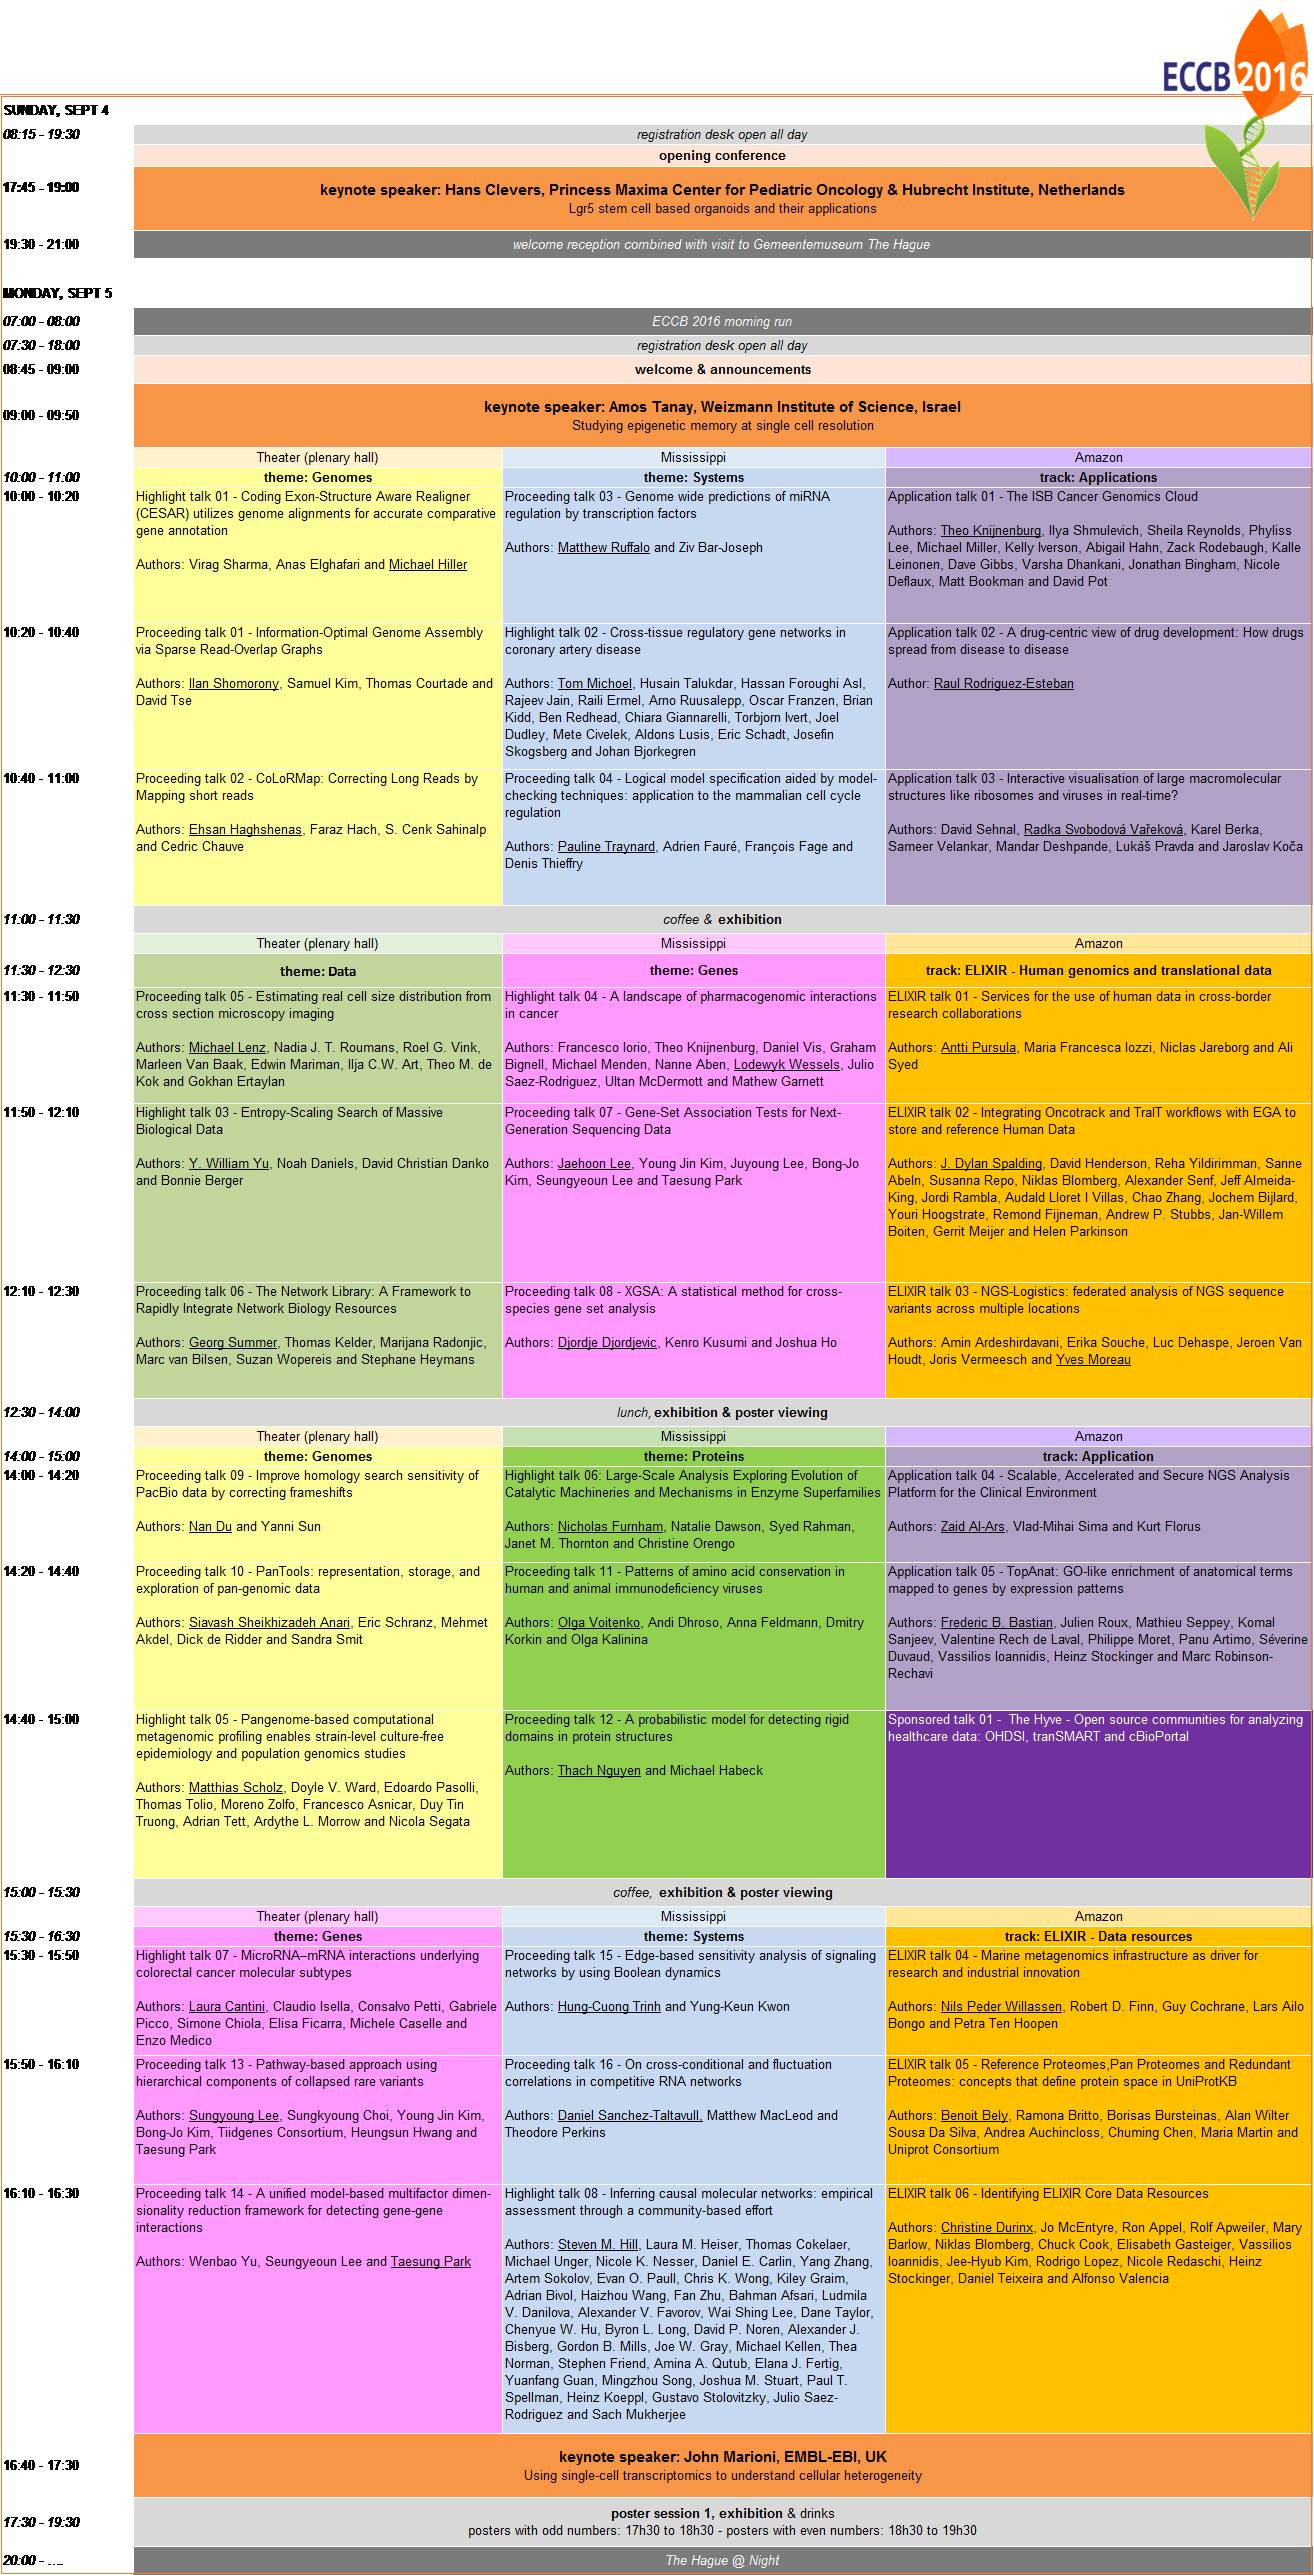 ECCB 2016
SUNDAY, SEPT 4
08:15 - 19:30
registration desk open all day
opening conference
17:45 - 19:00
keynote speaker: Hans Clevers, Princess Maxima Center for Pediatric Oncology & Hubrecht Institute, Netherlands
Lgr5 stem cell based organoids and their applications
19:30 - 21:00
welcome reception combined with visit to Gemeentemuseum The Hague
MONDAY, SEPT 5
07:00 - 08:00
ECCB 2016 morning run
07:30 - 18:00
registration desk open all day
08:45 - 09:00
welcome & announcements
09:00 - 09:50
keynote speaker: Amos Tanay, Weizmann Institute of Science, Israel
Studying epigenetic memory at single cell resolution
Theater (plenary hall)
Mississippi
Amazon
10:00 - 11:00
theme: Genomes
theme: Systems
track: Applications
10:00 - 10:20
Highlight talk 01 - Coding Exon-Structure Aware Realigner
(CESAR) utilizes genome alignments for accurate comparative
gene annotation
Authors: Virag Sharma, Anas Elghafari and Michael Hiller
Proceeding talk 03 - Genome wide predictions of miRNA
regulation by transcription factors
Authors: Matthew Ruffalo and Ziv Bar-Joseph
Application talk 01 - The ISB Cancer Genomics Cloud
Authors: Theo Knijnenburg, Ilya Shmulevich, Sheila Reynolds, Phyliss
Lee, Michael Miller, Kelly Iverson, Abigail Hahn, Zack Rodebaugh, Kalle
Leinonen, Dave Gibbs, Varsha Dhankani, Jonathan Bingham, Nicole
Deflaux, Matt Bookman and David Pot
10:20 - 10:40
Proceeding talk 01 - Information-Optimal Genome Assembly
via Sparse Read-Overlap Graphs
Authors: Ilan Shomorony, Samuel Kim, Thomas Courtade and
David Tse
Highlight talk 02 - Cross-tissue regulatory gene networks in
coronary artery disease
Authors: Tom Michoel, Husain Talukdar, Hassan Foroughi Asl,
Rajeev Jain, Raili Ermel, Arno Ruusalepp, Oscar Franzen, Brian
Kidd, Ben Redhead, Chiara Giannarelli, Torbjorn Ivert, Joel
Dudley, Mete Civelek, Aldons Lusis, Eric Schadt, Josefin
Skogsberg and Johan Bjorkegren
Application talk 02 - A drug-centric view of drug development: How drugs
spread from disease to disease
Author: Raul Rodriguez-Esteban
10:40 - 11:00
Proceeding talk 02 - CoLoRMap: Correcting Long Reads by
Mapping short reads
Authors: Ehsan Haghshenas, Faraz Hach, S. Cenk Sahinalp
and Cedric Chauve
Proceeding talk 04 - Logical model specification aided by model-
checking techniques: application to the mammalian cell cycle
regulation
Authors: Pauline Traynard, Adrien Fauré, François Fage and
Denis Thieffry
Application talk 03 - Interactive visualisation of large macromolecular
structures like ribosomes and viruses in real-time?
Authors: David Sehnal, Radka Svobodová Vařeková, Karel Berka,
Sameer Velankar, Mandar Deshpande, Lukáš Pravda and Jaroslav Koča
11:00 - 11:30
coffee & exhibition
Theater (plenary hall)
Mississippi
Amazon
11:30 - 12:30
theme: Data
theme: Genes
track: ELIXIR - Human genomics and translational data
11:30 - 11:50
Proceeding talk 05 - Estimating real cell size distribution from
cross section microscopy imaging
Authors: Michael Lenz, Nadia J. T. Roumans, Roel G. Vink,
Marleen Van Baak, Edwin Mariman, Ilja C.W. Art, Theo M. de
Kok and Gokhan Ertaylan
Highlight talk 04 - A landscape of pharmacogenomic interactions
in cancer
Authors: Francesco Iorio, Theo Knijnenburg, Daniel Vis, Graham
Bignell, Michael Menden, Nanne Aben, Lodewyk Wessels, Julio
Saez-Rodriguez, Ultan McDermott and Mathew Garnett
ELIXIR talk 01 - Services for the use of human data in cross-border
research collaborations
Authors: Antti Pursula, Maria Francesca Iozzi, Niclas Jareborg and Ali
Syed
11:50 - 12:10
Highlight talk 03 - Entropy-Scaling Search of Massive
Biological Data
Authors: Y. William Yu, Noah Daniels, David Christian Danko
and Bonnie Berger
Proceeding talk 07 - Gene-Set Association Tests for Next-
Generation Sequencing Data
Authors: Jaehoon Lee, Young Jin Kim, Juyoung Lee, Bong-Jo
Kim, Seungyeoun Lee and Taesung Park
ELIXIR talk 02 - Integrating Oncotrack and TraIT workflows with EGA to
store and reference Human Data
Authors: J. Dylan Spalding, David Henderson, Reha Yildirimman, Sanne
Abeln, Susanna Repo, Niklas Blomberg, Alexander Senf, Jeff Almeida-
King, Jordi Rambla, Audald Lloret I Villas, Chao Zhang, Jochem Bijlard,
Youri Hoogstrate, Remond Fijneman, Andrew P. Stubbs, Jan-Willem
Boiten, Gerrit Meijer and Helen Parkinson
12:10 - 12:30
Proceeding talk 06 - The Network Library: A Framework to
Rapidly Integrate Network Biology Resources
Authors: Georg Summer, Thomas Kelder, Marijana Radonjic,
Marc van Bilsen, Suzan Wopereis and Stephane Heymans
Proceeding talk 08 - XGSA: A statistical method for cross-
species gene set analysis
Authors: Djordje Djordjevic, Kenro Kusumi and Joshua Ho
ELIXIR talk 03 - NGS-Logistics: federated analysis of NGS sequence
variants across multiple locations
Authors: Amin Ardeshirdavani, Erika Souche, Luc Dehaspe, Jeroen Van
Houdt, Joris Vermeesch and Yves Moreau
12:30 - 14:00
lunch, exhibition & poster viewing
Theater (plenary hall)
Mississippi
Amazon
14:00 - 15:00
theme: Genomes
theme: Proteins
track: Application
14:00 - 14:20
Proceeding talk 09 - Improve homology search sensitivity of
PacBio data by correcting frameshifts
Authors: Nan Du and Yanni Sun
Highlight talk 06: Large-Scale Analysis Exploring Evolution of
Catalytic Machineries and Mechanisms in Enzyme Superfamilies
Authors: Nicholas Furnham, Natalie Dawson, Syed Rahman,
Janet M. Thornton and Christine Orengo
Application talk 04 - Scalable, Accelerated and Secure NGS Analysis
Platform for the Clinical Environment
Authors: Zaid Al-Ars, Vlad-Mihai Sima and Kurt Florus
14:20 - 14:40
Proceeding talk 10 - PanTools: representation, storage, and
exploration of pan-genomic data
Authors: Siavash Sheikhizadeh Anari, Eric Schranz, Mehmet
Akdel, Dick de Ridder and Sandra Smit
Proceeding talk 11 - Patterns of amino acid conservation in
human and animal immunodeficiency viruses
Authors: Olga Voitenko, Andi Dhroso, Anna Feldmann, Dmitry
Korkin and Olga Kalinina
Application talk 05 - TopAnat: GO-like enrichment of anatomical terms
mapped to genes by expression patterns
Authors: Frederic B. Bastian, Julien Roux, Mathieu Seppey, Komal
Sanjeev, Valentine Rech de Laval, Philippe Moret, Panu Artimo, Séverine
Duvaud, Vassilios Ioannidis, Heinz Stockinger and Marc Robinson-
Rechavi
14:40 - 15:00
Highlight talk 05 - Pangenome-based computational
metagenomic profiling enables strain-level culture-free
epidemiology and population genomics studies
Authors: Matthias Scholz, Doyle V. Ward, Edoardo Pasolli,
Thomas Tolio, Moreno Zolfo, Francesco Asnicar, Duy Tin
Truong, Adrian Tett, Ardythe L. Morrow and Nicola Segata
Proceeding talk 12 - A probabilistic model for detecting rigid
domains in protein structures
Authors: Thach Nguyen and Michael Habeck
Sponsored talk 01 - The Hyve - Open source communities for analyzing
healthcare data: OHDSI, tranSMART and cBioPortal
15:00 - 15:30
coffee, exhibition & poster viewing
Theater (plenary hall)
Mississippi
Amazon
15:30 - 16:30
theme: Genes
theme: Systems
track: ELIXIR - Data resources
15:30 - 15:50
Highlight talk 07 - MicroRNA–mRNA interactions underlying
colorectal cancer molecular subtypes
Authors: Laura Cantini, Claudio Isella, Consalvo Petti, Gabriele
Picco, Simone Chiola, Elisa Ficarra, Michele Caselle and
Enzo Medico
Proceeding talk 15 - Edge-based sensitivity analysis of signaling
networks by using Boolean dynamics
Authors: Hung-Cuong Trinh and Yung-Keun Kwon
ELIXIR talk 04 - Marine metagenomics infrastructure as driver for
research and industrial innovation
Authors: Nils Peder Willassen, Robert D. Finn, Guy Cochrane, Lars Ailo
Bongo and Petra Ten Hoopen
15:50 - 16:10
Proceeding talk 13 - Pathway-based approach using
hierarchical components of collapsed rare variants
Authors: Sungyoung Lee, Sungkyoung Choi, Young Jin Kim,
Bong-Jo Kim, Tiidgenes Consortium, Heungsun Hwang and
Taesung Park
Proceeding talk 16 - On cross-conditional and fluctuation
correlations in competitive RNA networks
Authors: Daniel Sanchez-Taltavull, Matthew MacLeod and
Theodore Perkins
ELIXIR talk 05 - Reference Proteomes,Pan Proteomes and Redundant
Proteomes: concepts that define protein space in UniProtKB
Authors: Benoit Bely, Ramona Britto, Borisas Bursteinas, Alan Wilter
Sousa Da Silva, Andrea Auchincloss, Chuming Chen, Maria Martin and
Uniprot Consortium
16:10 - 16:30
Proceeding talk 14 - A unified model-based multifactor dimen-
sionality reduction framework for detecting gene-gene
interactions
Authors: Wenbao Yu, Seungyeoun Lee and Taesung Park
Highlight talk 08 - Inferring causal molecular networks: empirical
assessment through a community-based effort
Authors: Steven M. Hill, Laura M. Heiser, Thomas Cokelaer,
Michael Unger, Nicole K. Nesser, Daniel E. Carlin, Yang Zhang,
Artem Sokolov, Evan O. Paull, Chris K. Wong, Kiley Graim,
Adrian Bivol, Haizhou Wang, Fan Zhu, Bahman Afsari, Ludmila
V. Danilova, Alexander V. Favorov, Wai Shing Lee, Dane Taylor,
Chenyue W. Hu, Byron L. Long, David P. Noren, Alexander J.
Bisberg, Gordon B. Mills, Joe W. Gray, Michael Kellen, Thea
Norman, Stephen Friend, Amina A. Qutub, Elana J. Fertig,
Yuanfang Guan, Mingzhou Song, Joshua M. Stuart, Paul T.
Spellman, Heinz Koeppl, Gustavo Stolovitzky, Julio Saez-
Rodriguez and Sach Mukherjee
ELIXIR talk 06 - Identifying ELIXIR Core Data Resources
Authors: Christine Durinx, Jo McEntyre, Ron Appel, Rolf Apweiler, Mary
Barlow, Niklas Blomberg, Chuck Cook, Elisabeth Gasteiger, Vassilios
Ioannidis, Jee-Hyub Kim, Rodrigo Lopez, Nicole Redaschi, Heinz
Stockinger, Daniel Teixeira and Alfonso Valencia
16:40 - 17:30
keynote speaker: John Marioni, EMBL-EBI, UK
Using single-cell transcriptomics to understand cellular heterogeneity
17:30 - 19:30
poster session 1, exhibition & drinks
posters with odd numbers: 17h30 to 18h30 - posters with even numbers: 18h30 to 19h30
20:00 -
The Hague @ Night